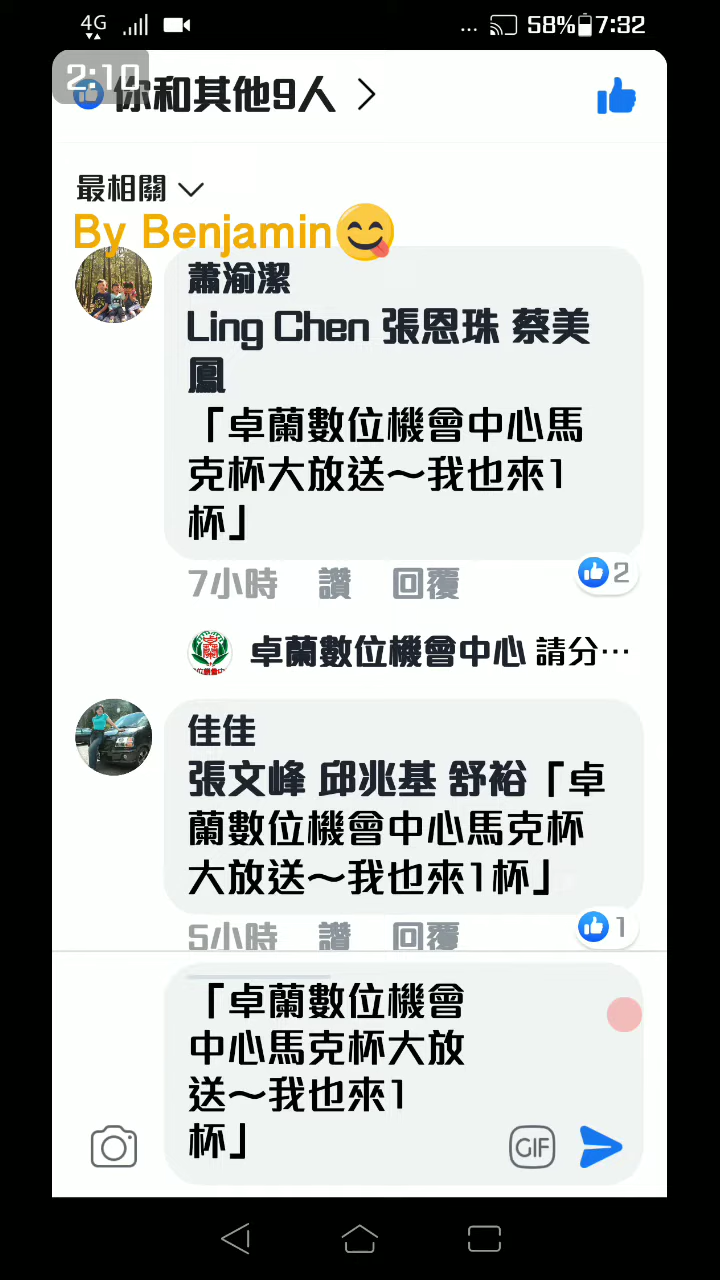 4G ... 58% 7:32
2:10
你和其他9人
最相關
By Benjamin😋
蕭渝潔
Ling Chen 張恩珠 蔡美
鳳
「卓蘭數位機會中心馬
克杯大放送～我也來1
杯」
7小時 讚 回覆 2
卓蘭數位機會中心 請分…
佳佳
張文峰 邱兆基 舒裕「卓
蘭數位機會中心馬克杯
大放送～我也來1杯」
5小時 讚 回覆 1
「卓蘭數位機會
中心馬克杯大放
送～我也來1
杯」
GIF